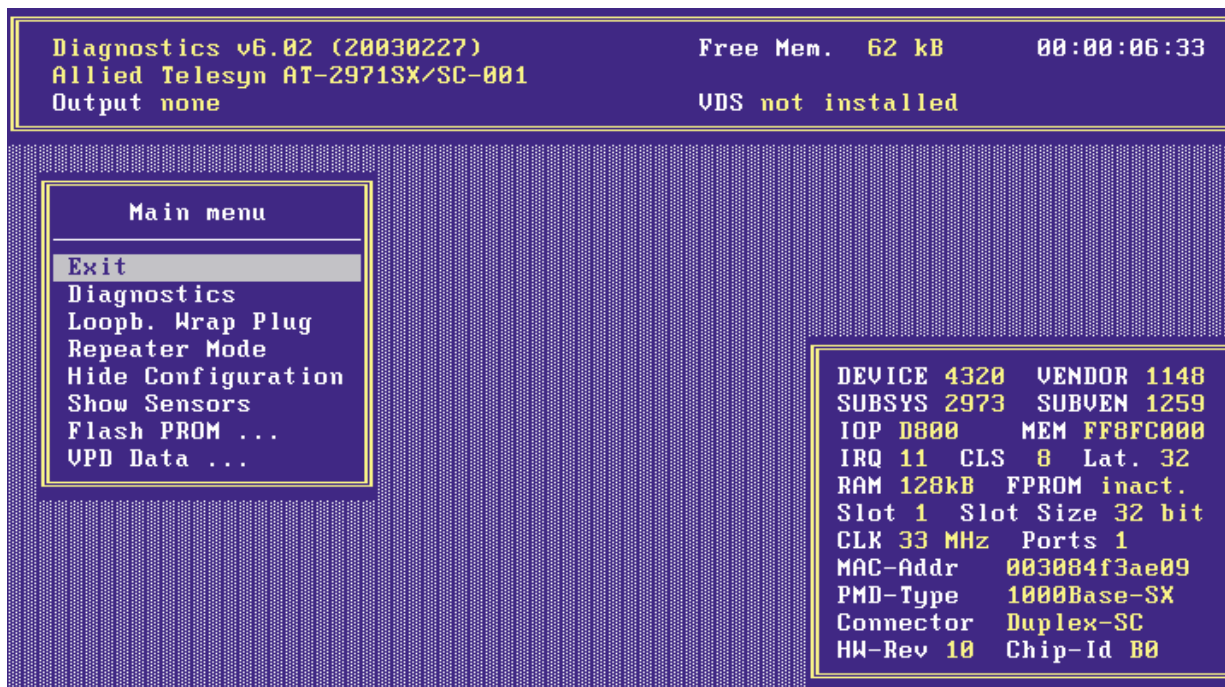 Diagnostics v6.02 (20030227) Free Mem. 62 kB 00:00:06:33
Allied Telesyn AT-2971SX/SC-001
Output none VDS not installed
Main menu
Exit
Diagnostics
Loopb. Wrap Plug
Repeater Mode
Hide Configuration
Show Sensors
Flash PROM ...
VPD Data ...
DEVICE 4320 VENDOR 1148
SUBSYS 2973 SUBVEN 1259
IOP D800 MEM FF8FC000
IRQ 11 CLS 8 Lat. 32
RAM 128kB FPROM inact.
Slot 1 Slot Size 32 bit
CLK 33 MHz Ports 1
MAC-Addr 003084f3ae09
PMD-Type 1000Base-SX
Connector Duplex-SC
HW-Rev 10 Chip-Id B0